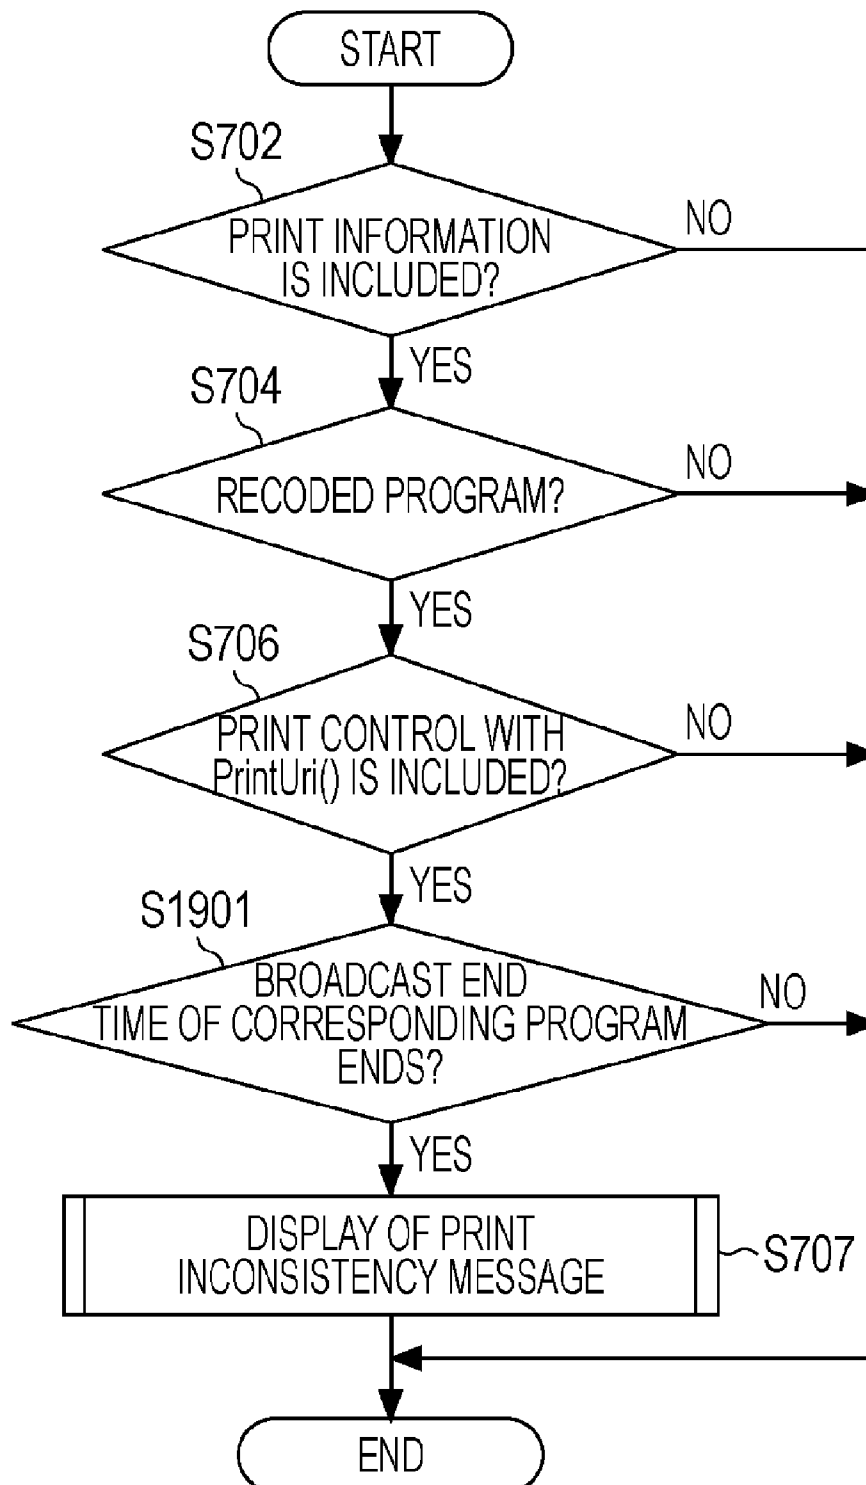 START
S702
NO
PRINT INFORMATION
IS INCLUDED?
YES
S704
NO
RECODED PROGRAM?
YES
S706
NO
PRINT CONTROL WITH
PrintUri() IS INCLUDED?
YES
S1901
BROADCAST END
NO
TIME OF CORRESPONDING PROGRAM
ENDS?
YES
DISPLAY OF PRINT
INCONSISTENCY MESSAGE
S707
END